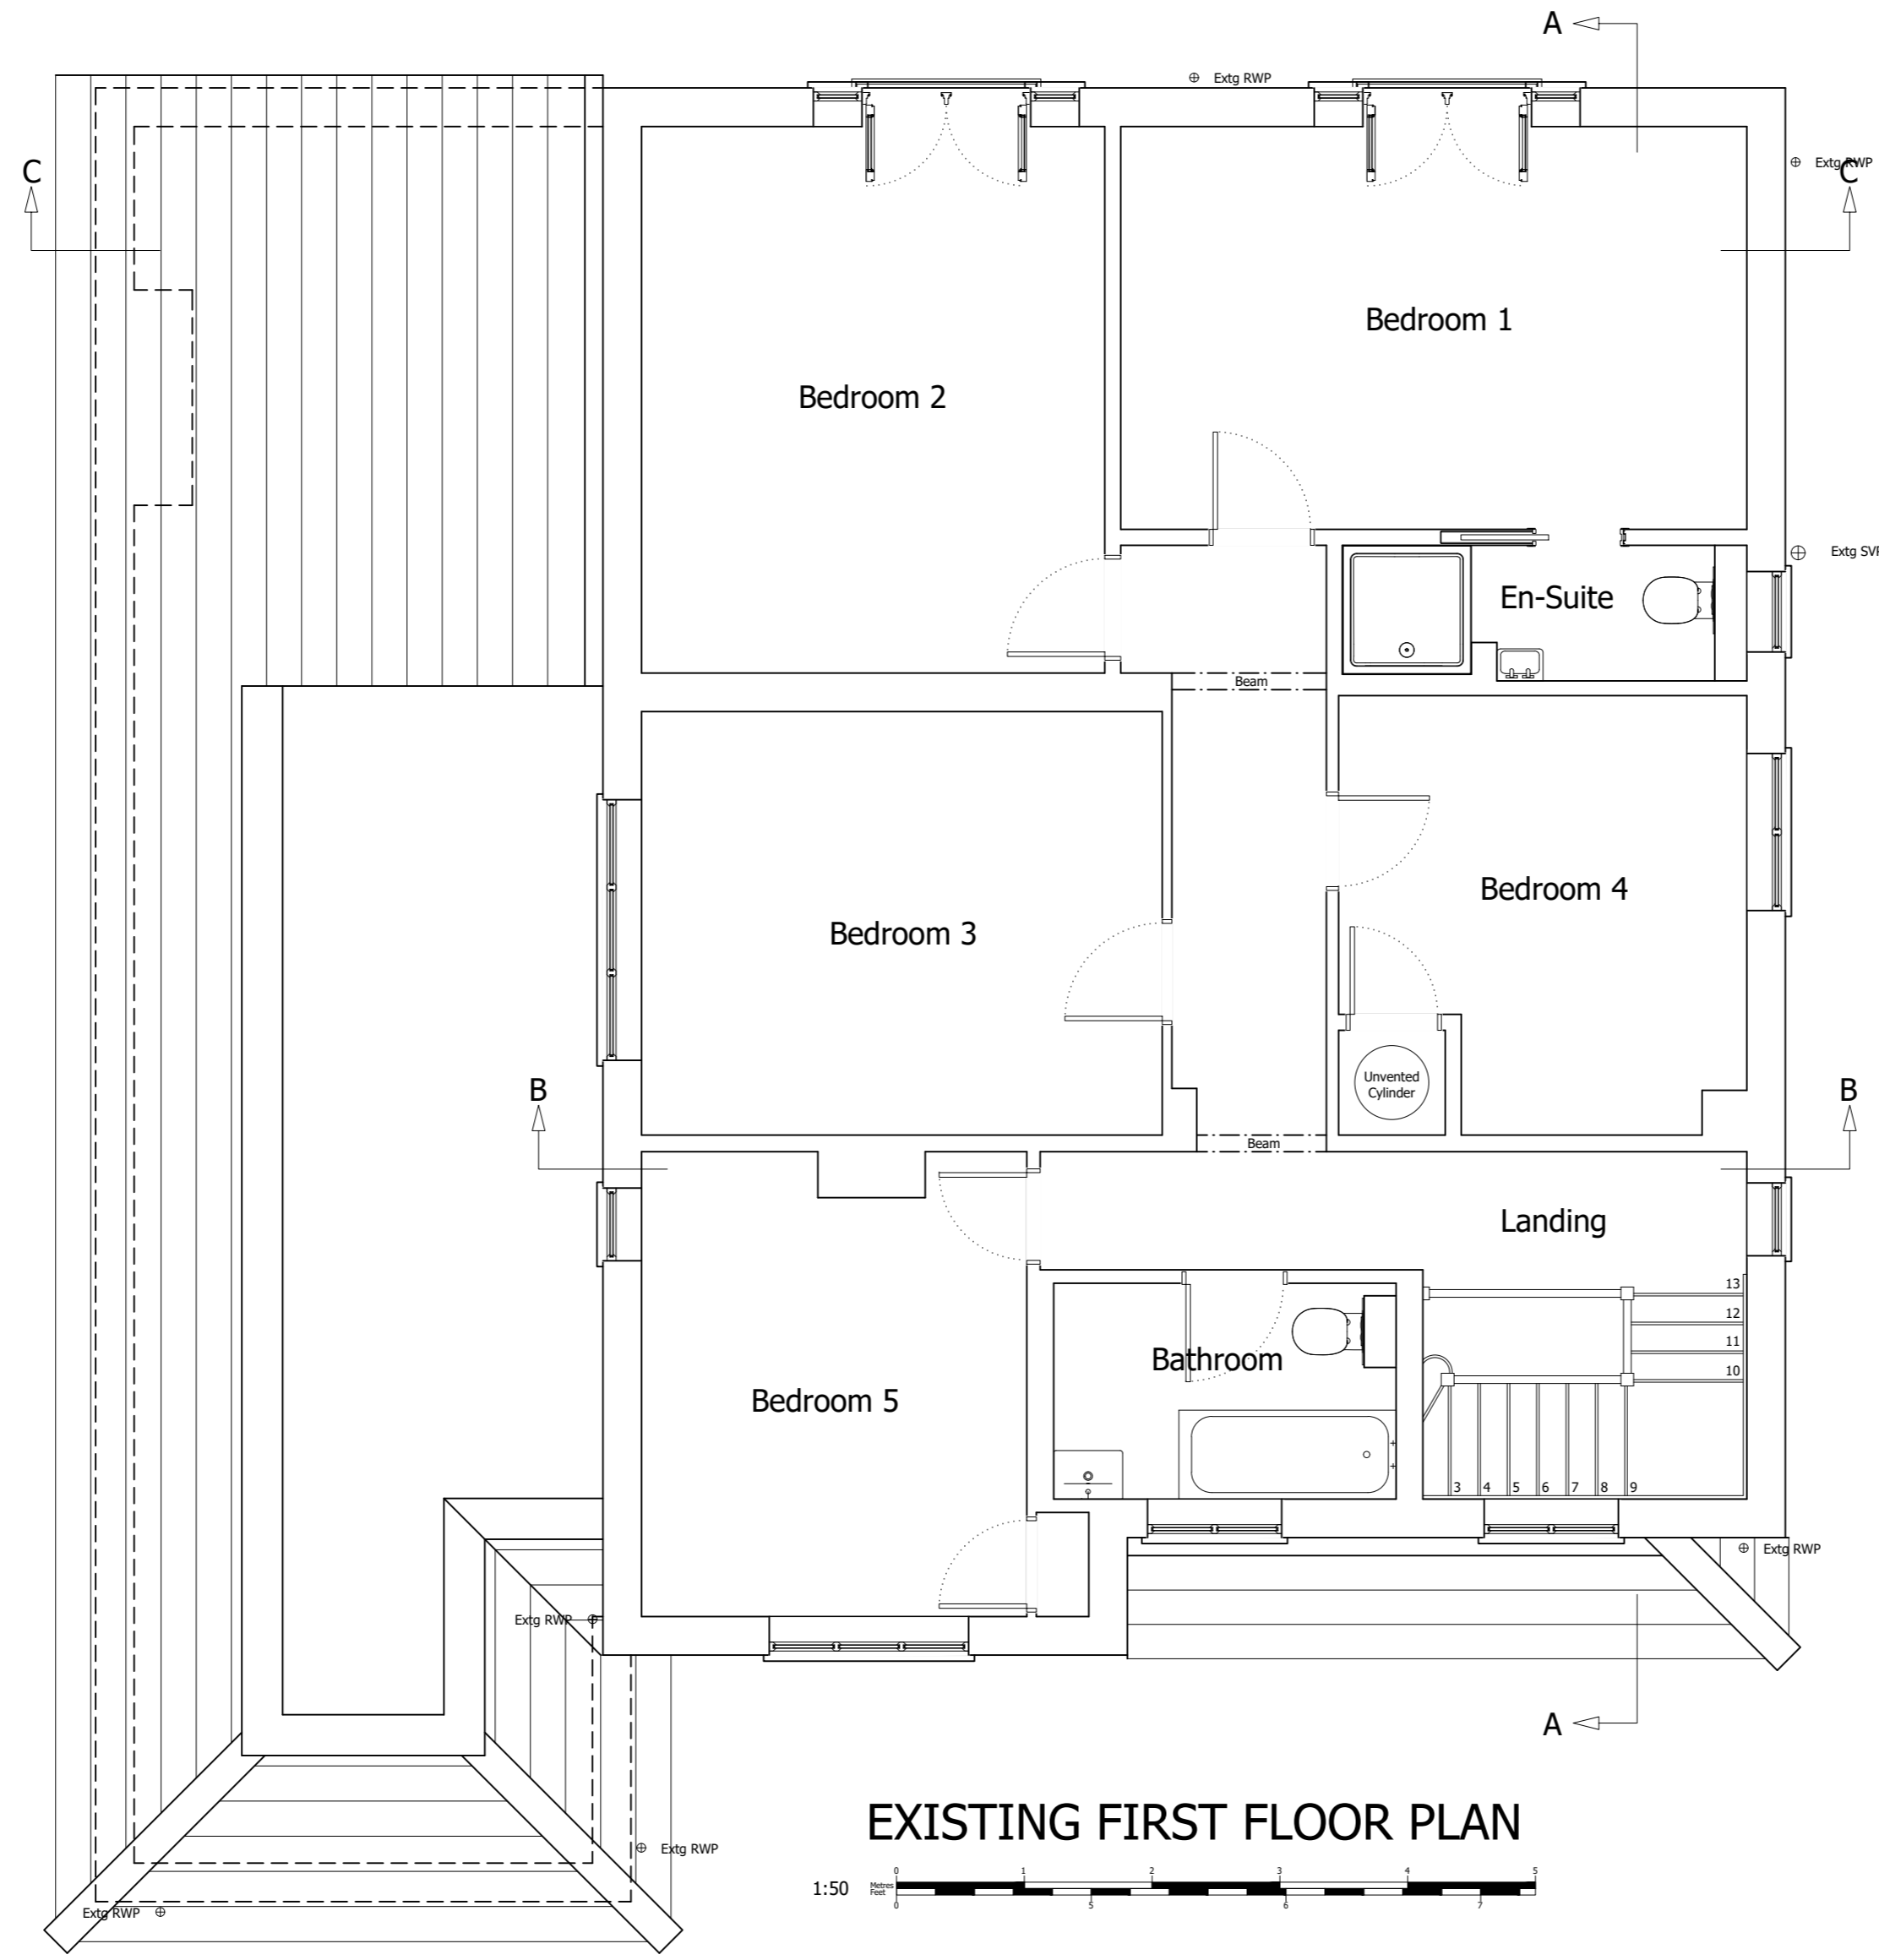 A
Extg RWP
Extg RWP
C
C
Bedroom 1
Bedroom 2
Extg SVP
En-Suite
Beam
Bedroom 4
Bedroom 3
Unvented
Cylinder
B
B
Beam
Landing
13
12
11
10
Bathroom
Bedroom 5
3 4 5 6 7 8 9
Extg RWP
Extg RWP
A
EXISTING FIRST FLOOR PLAN
Extg RWP
0 1 2 3 4 5
1:50
Metres
Feet
0 5 6 7
Extg RWP